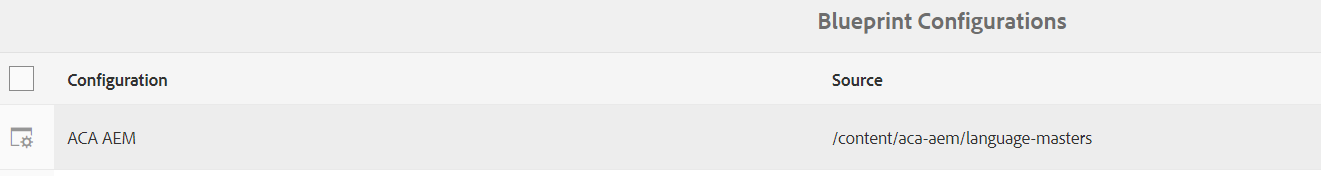 Blueprint Configurations
Configuration Source
ACA AEM /content/aca-aem/language-masters